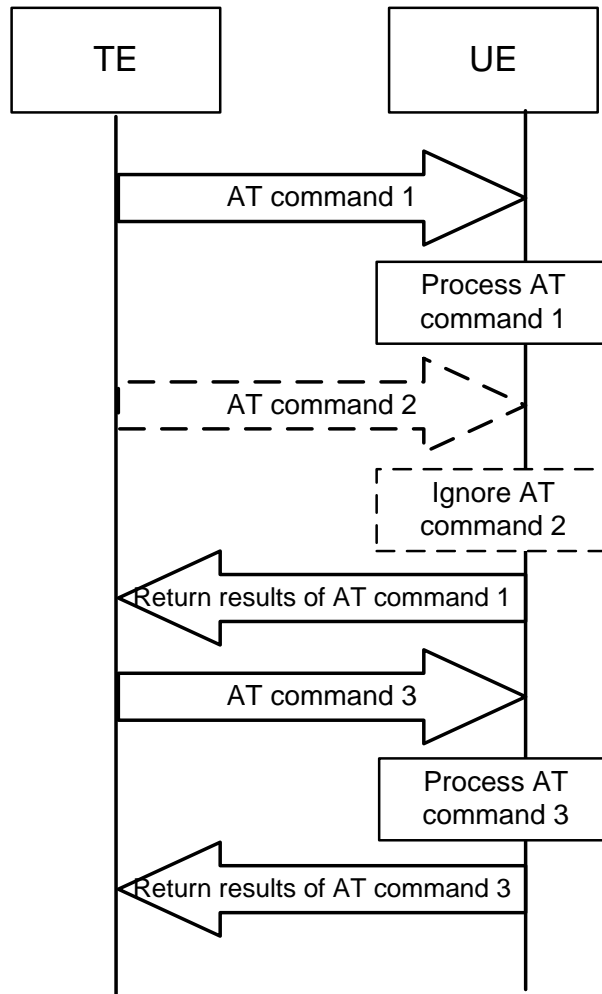 TE
UE
AT command 1
Process AT
command 1
AT command 2
Ignore AT
command 2
Return results of AT command 1
AT command 3
Process AT
command 3
Return results of AT command 3